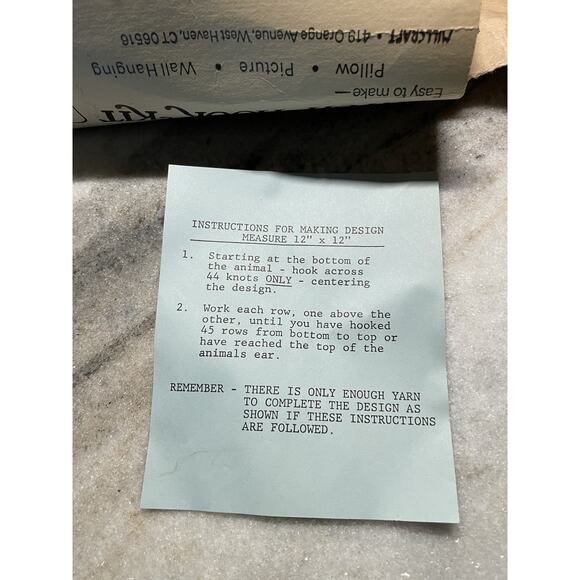 MILLCRAFT • 419 Orange Avenue, West Haven, CT 06516
Pillow • Picture • Wall Hanging
Easy to make—
KIT
INSTRUCTIONS FOR MAKING DESIGN
MEASURE 12" x 12"
1. Starting at the bottom of
the animal - hook across
44 knots ONLY - centering
the design.
2. Work each row, one above the
other, until you have hooked
45 rows from bottom to top or
have reached the top of the
animals ear.
REMEMBER - THERE IS ONLY ENOUGH YARN
TO COMPLETE THE DESIGN AS
SHOWN IF THESE INSTRUCTIONS
ARE FOLLOWED.